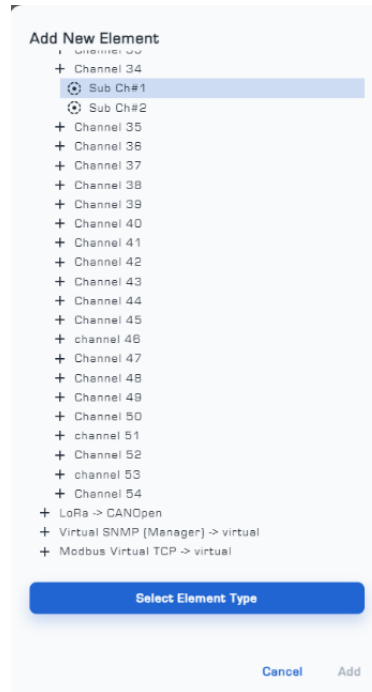 Add New Element
Channel 34
Sub Ch#1
Sub Ch#2
Channel 35
Channel 36
Channel 37
Channel 38
Channel 39
Channel 40
Channel 41
Channel 42
Channel 43
Channel 44
Channel 45
channel 46
Channel 47
Channel 48
Channel 49
Channel 50
channel 51
Channel 52
channel 53
Channel 54
LoRa -> CANOpen
Virtual SNMP (Manager) -> virtual
Modbus Virtual TCP -> virtual
Select Element Type
Cancel Add